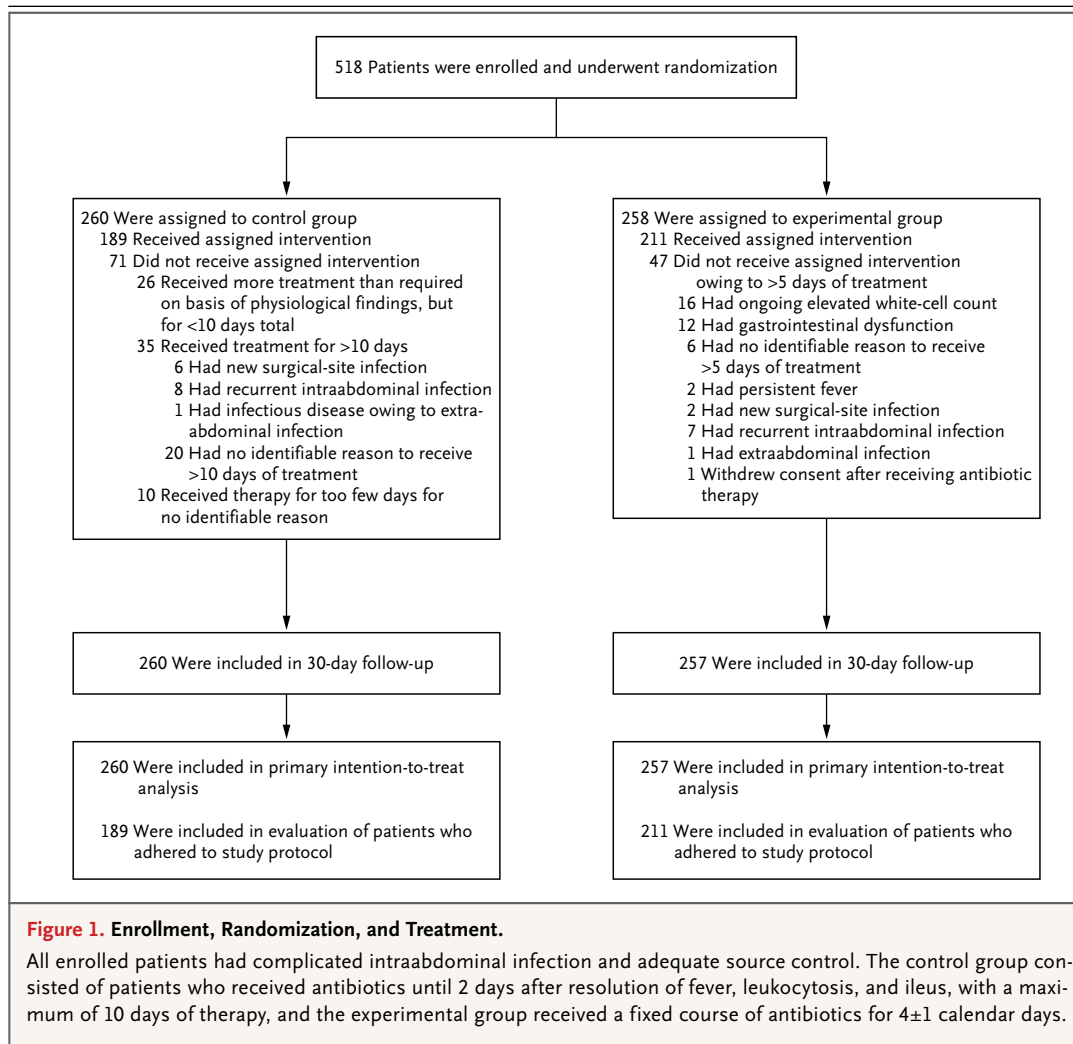 518 Patients were enrolled and underwent randomization
260 Were assigned to control group
189 Received assigned intervention
71 Did not receive assigned intervention
26 Received more treatment than required
on basis of physiological findings, but
for <10 days total
35 Received treatment for >10 days
6 Had new surgical-site infection
8 Had recurrent intraabdominal infection
1 Had infectious disease owing to extra-
abdominal infection
20 Had no identifiable reason to receive
>10 days of treatment
10 Received therapy for too few days for
no identifiable reason
258 Were assigned to experimental group
211 Received assigned intervention
47 Did not receive assigned intervention
owing to >5 days of treatment
16 Had ongoing elevated white-cell count
12 Had gastrointestinal dysfunction
6 Had no identifiable reason to receive
>5 days of treatment
2 Had persistent fever
2 Had new surgical-site infection
7 Had recurrent intraabdominal infection
1 Had extraabdominal infection
1 Withdrew consent after receiving antibiotic
therapy
260 Were included in 30-day follow-up
257 Were included in 30-day follow-up
260 Were included in primary intention-to-treat
analysis
189 Were included in evaluation of patients who
adhered to study protocol
257 Were included in primary intention-to-treat
analysis
211 Were included in evaluation of patients who
adhered to study protocol
Figure 1. Enrollment, Randomization, and Treatment.
All enrolled patients had complicated intraabdominal infection and adequate source control. The control group con-
sisted of patients who received antibiotics until 2 days after resolution of fever, leukocytosis, and ileus, with a maxi-
mum of 10 days of therapy, and the experimental group received a fixed course of antibiotics for 4±1 calendar days.